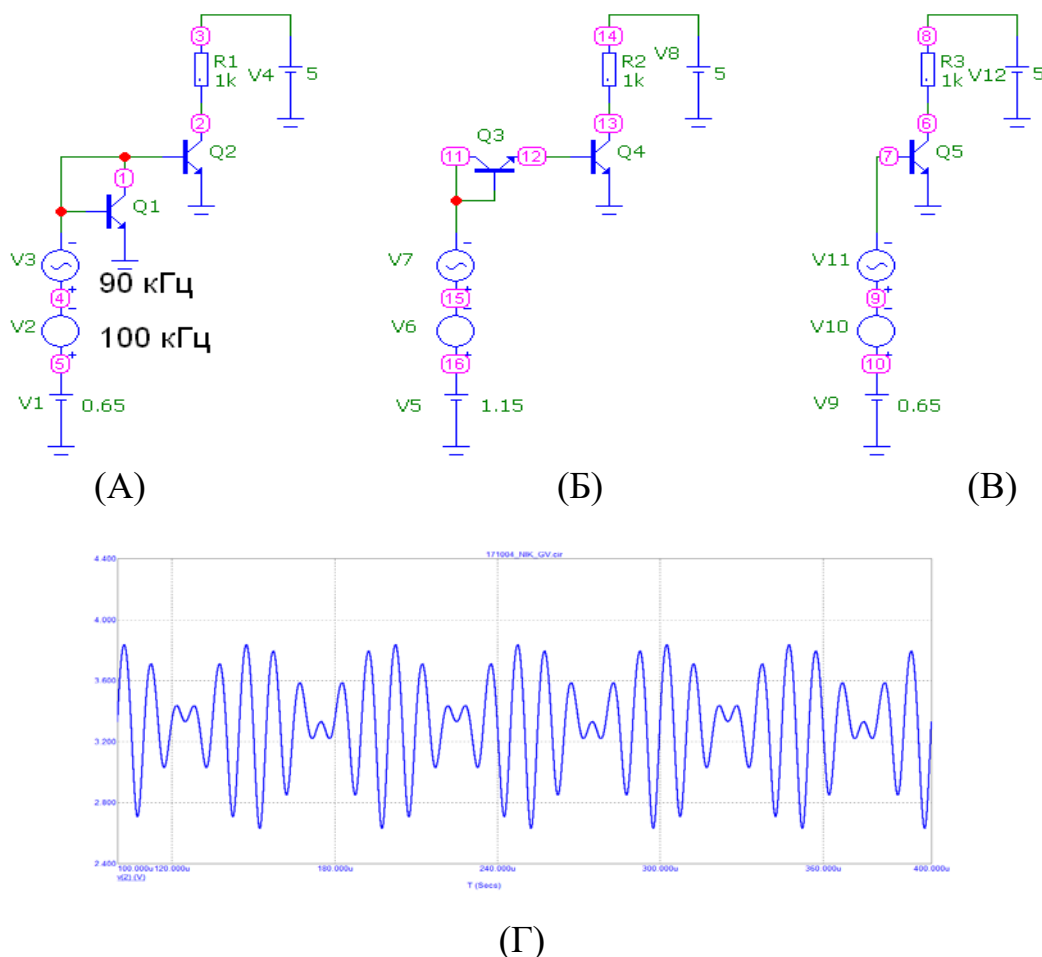 3
R1
1k
V4
5
2
Q2
1
Q1
V3
90 кГц
4
V2
100 кГц
5
V1
0.65
(А)
14
R2
1k
V8
5
13
Q3
11
12
Q4
V7
15
V6
16
V5
1.15
(Б)
8
R3
1k
V12
5
6
7
Q5
V11
9
V10
10
V9
0.65
(В)
171004_NIK_GV.cir
4.400
4.000
3.600
3.200
2.800
2.400
100.000u
120.000u
180.000u
240.000u
300.000u
360.000u
400.000u
v(2) (V)
T (Secs)
(Г)